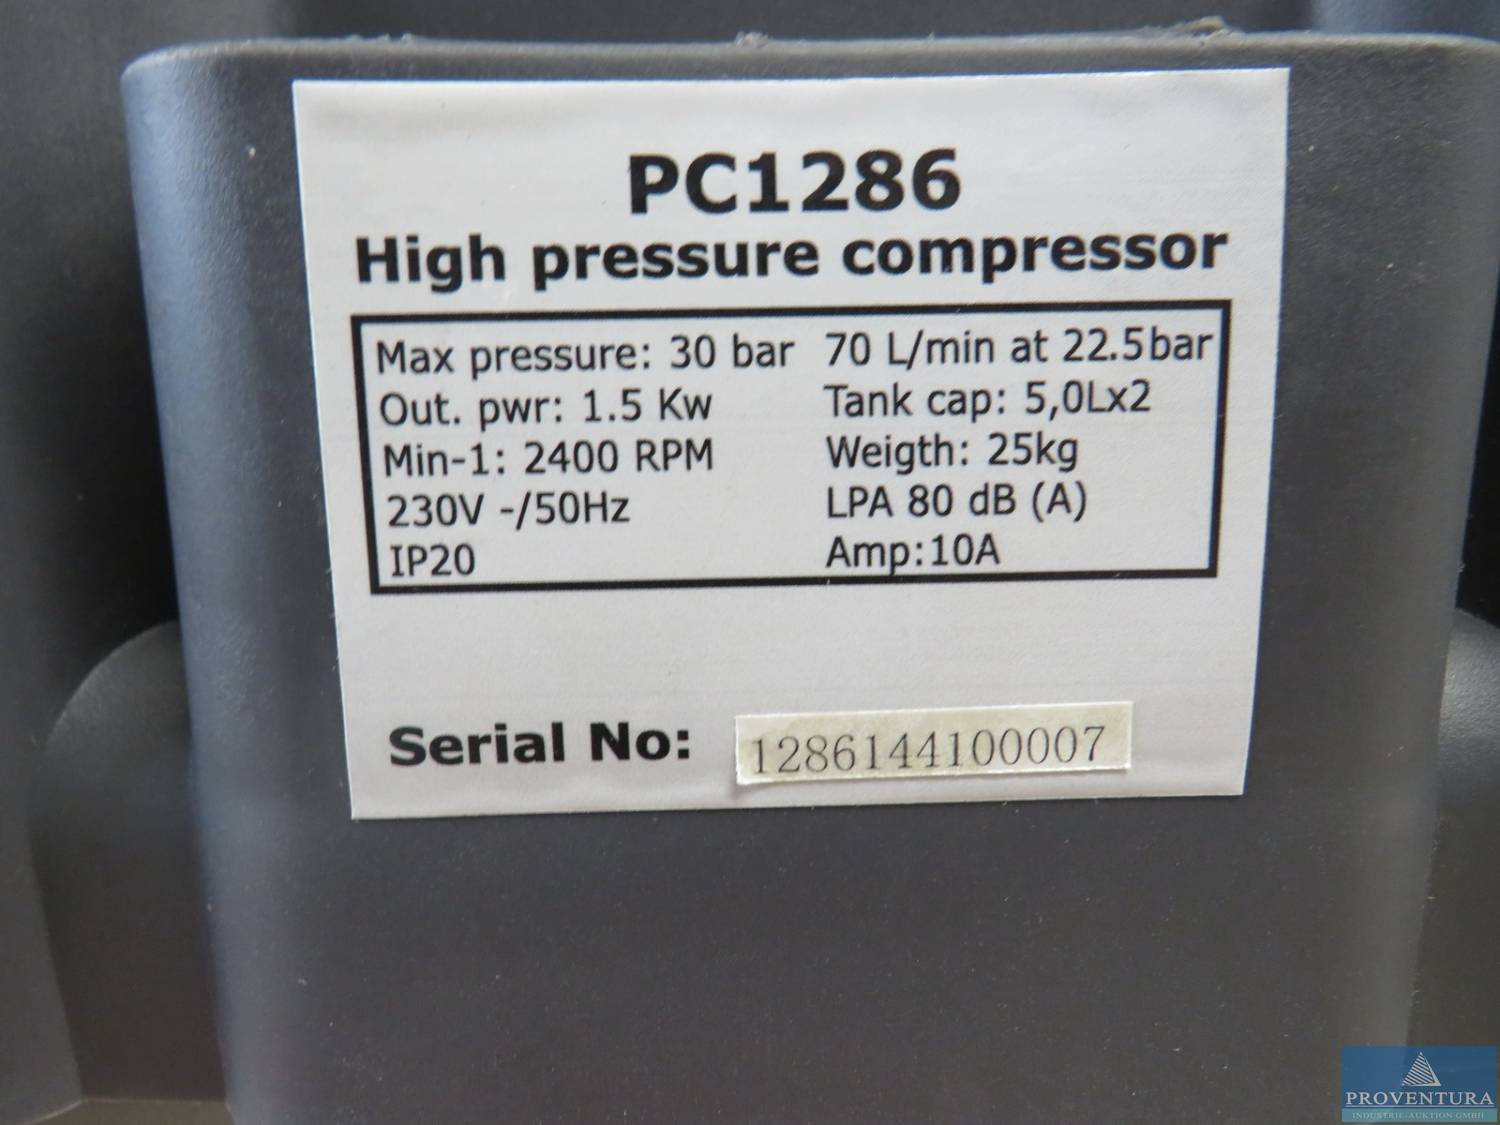 PC1286
High pressure compressor
Max pressure: 30 bar 70 L/min at 22.5bar
Out. pwr: 1.5 Kw Tank cap: 5,0Lx2
Min-1: 2400 RPM Weigth: 25kg
230V -/50Hz LPA 80 dB (A)
IP20 Amp:10A
Serial No: 1286144100007
PROVENTURA
INDUSTRIE-AUKTION GMBH